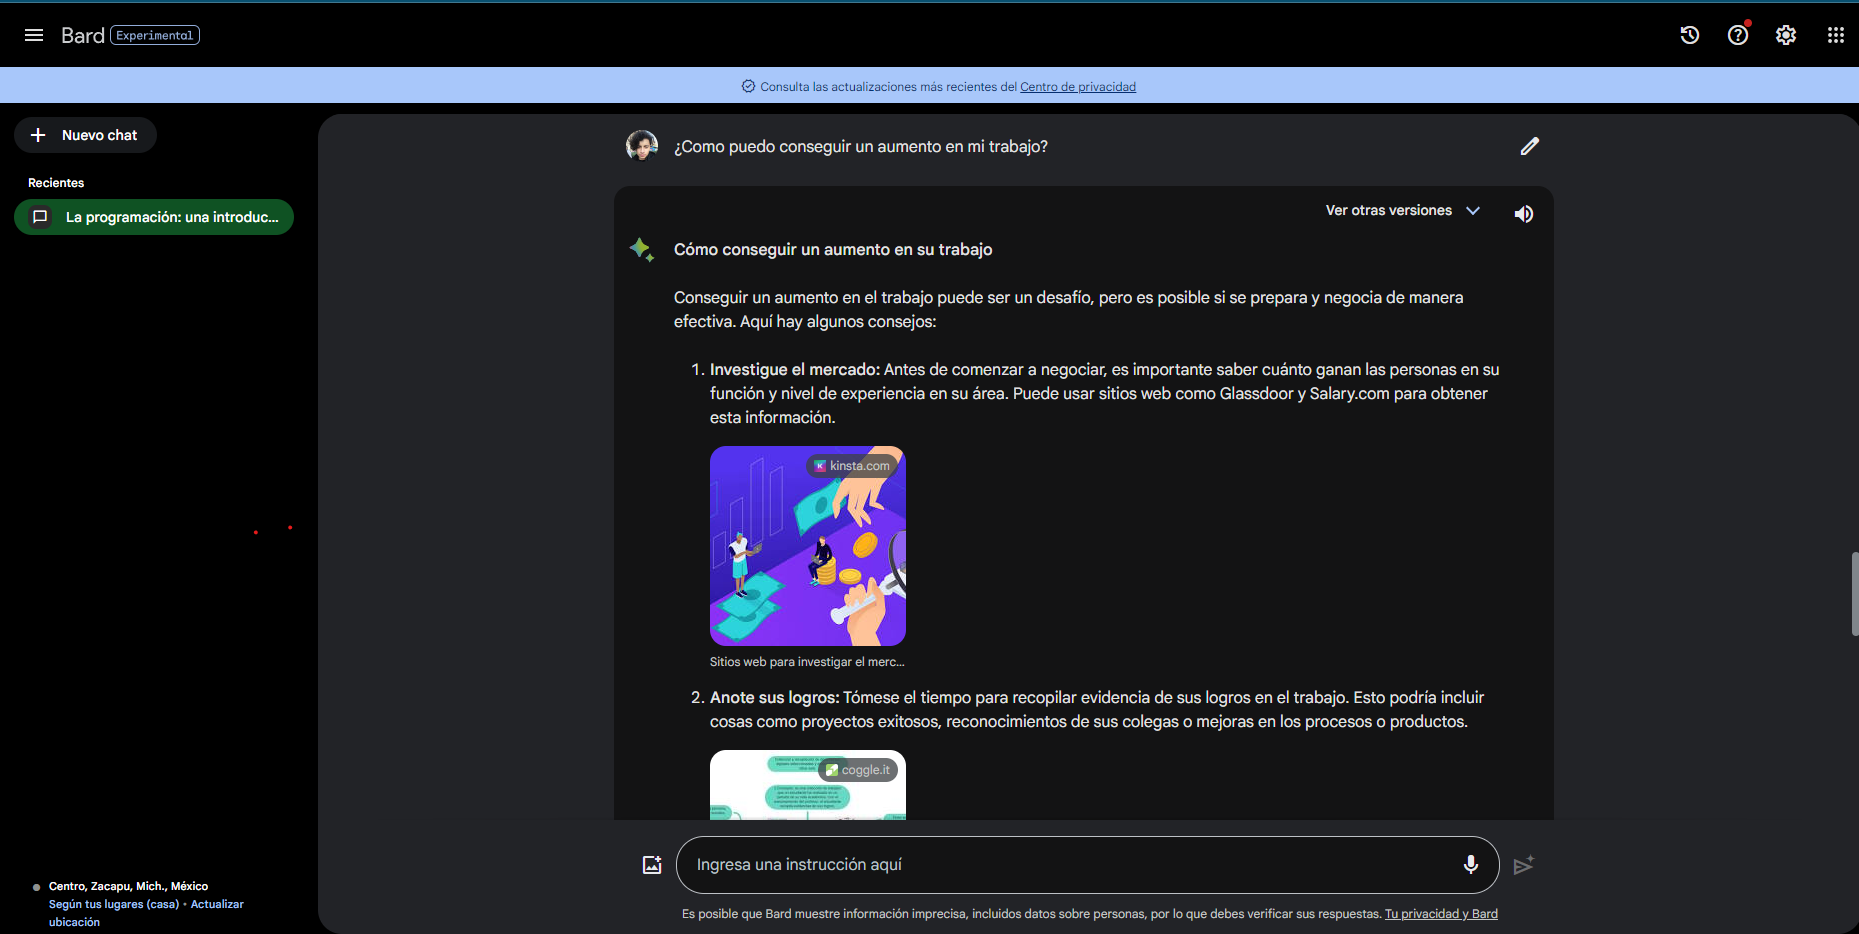 Bard Experimental
Consulta las actualizaciones más recientes del Centro de privacidad
Nuevo chat
Recientes
La programación: una introduc...
¿Como puedo conseguir un aumento en mi trabajo?
Ver otras versiones
Cómo conseguir un aumento en su trabajo
Conseguir un aumento en el trabajo puede ser un desafío, pero es posible si se prepara y negocia de manera
efectiva. Aquí hay algunos consejos:
1. Investigue el mercado: Antes de comenzar a negociar, es importante saber cuánto ganan las personas en su
función y nivel de experiencia en su área. Puede usar sitios web como Glassdoor y Salary.com para obtener
esta información.
kinsta.com
Sitios web para investigar el merc...
2. Anote sus logros: Tómese el tiempo para recopilar evidencia de sus logros en el trabajo. Esto podría incluir
cosas como proyectos exitosos, reconocimientos de sus colegas o mejoras en los procesos o productos.
coggle.it
Ingresa una instrucción aquí
Es posible que Bard muestre información imprecisa, incluidos datos sobre personas, por lo que debes verificar sus respuestas. Tu privacidad y Bard
Centro, Zacapu, Mich., México
Según tus lugares (casa) • Actualizar
ubicación